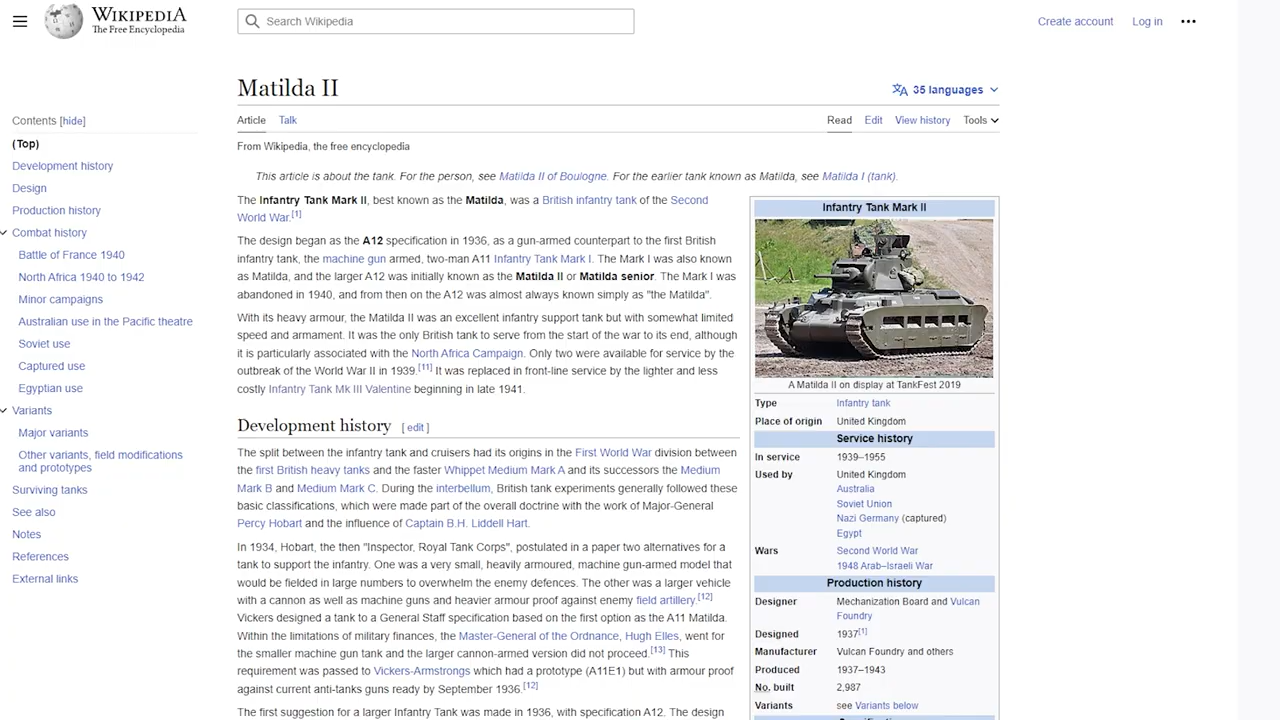 WIKIPEDIA
The Free Encyclopedia
Search Wikipedia
Create account
Log in
Matilda II
35 languages
Article
Talk
Read
Edit
View history
Tools
From Wikipedia, the free encyclopedia
Contents [hide]
(Top)
Development history
Design
Production history
Combat history
Battle of France 1940
North Africa 1940 to 1942
Minor campaigns
Australian use in the Pacific theatre
Soviet use
Captured use
Egyptian use
Variants
Major variants
Other variants, field modifications
and prototypes
Surviving tanks
See also
Notes
References
External links
This article is about the tank. For the person, see Matilda II of Boulogne. For the earlier tank known as Matilda, see Matilda I (tank).
The Infantry Tank Mark II, best known as the Matilda, was a British infantry tank of the Second
World War.[1]
The design began as the A12 specification in 1936, as a gun-armed counterpart to the first British
infantry tank, the machine gun armed, two-man A11 Infantry Tank Mark I. The Mark I was also known
as Matilda, and the larger A12 was initially known as the Matilda II or Matilda senior. The Mark I was
abandoned in 1940, and from then on the A12 was almost always known simply as "the Matilda".
With its heavy armour, the Matilda II was an excellent infantry support tank but with somewhat limited
speed and armament. It was the only British tank to serve from the start of the war to its end, although
it is particularly associated with the North Africa Campaign. Only two were available for service by the
outbreak of the World War II in 1939.[11] It was replaced in front-line service by the lighter and less
costly Infantry Tank Mk III Valentine beginning in late 1941.
Development history [ edit ]
The split between the infantry tank and cruisers had its origins in the First World War division between
the first British heavy tanks and the faster Whippet Medium Mark A and its successors the Medium
Mark B and Medium Mark C. During the interbellum, British tank experiments generally followed these
basic classifications, which were made part of the overall doctrine with the work of Major-General
Percy Hobart and the influence of Captain B.H. Liddell Hart.
In 1934, Hobart, the then "Inspector, Royal Tank Corps", postulated in a paper two alternatives for a
tank to support the infantry. One was a very small, heavily armoured, machine gun-armed model that
would be fielded in large numbers to overwhelm the enemy defences. The other was a larger vehicle
with a cannon as well as machine guns and heavier armour proof against enemy field artillery.[12]
Vickers designed a tank to a General Staff specification based on the first option as the A11 Matilda.
Within the limitations of military finances, the Master-General of the Ordnance, Hugh Elles, went for
the smaller machine gun tank and the larger cannon-armed version did not proceed.[13] This
requirement was passed to Vickers-Armstrongs which had a prototype (A11E1) but with armour proof
against current anti-tanks guns ready by September 1936.[12]
The first suggestion for a larger Infantry Tank was made in 1936, with specification A12. The design
Infantry Tank Mark II
A Matilda II on display at TankFest 2019
Type Infantry tank
Place of origin United Kingdom
Service history
In service 1939–1955
Used by United Kingdom
Australia
Soviet Union
Nazi Germany (captured)
Egypt
Wars Second World War
1948 Arab–Israeli War
Production history
Designer Mechanization Board and Vulcan
Foundry
Designed 1937[1]
Manufacturer Vulcan Foundry and others
Produced 1937–1943
No. built 2,987
Variants see Variants below